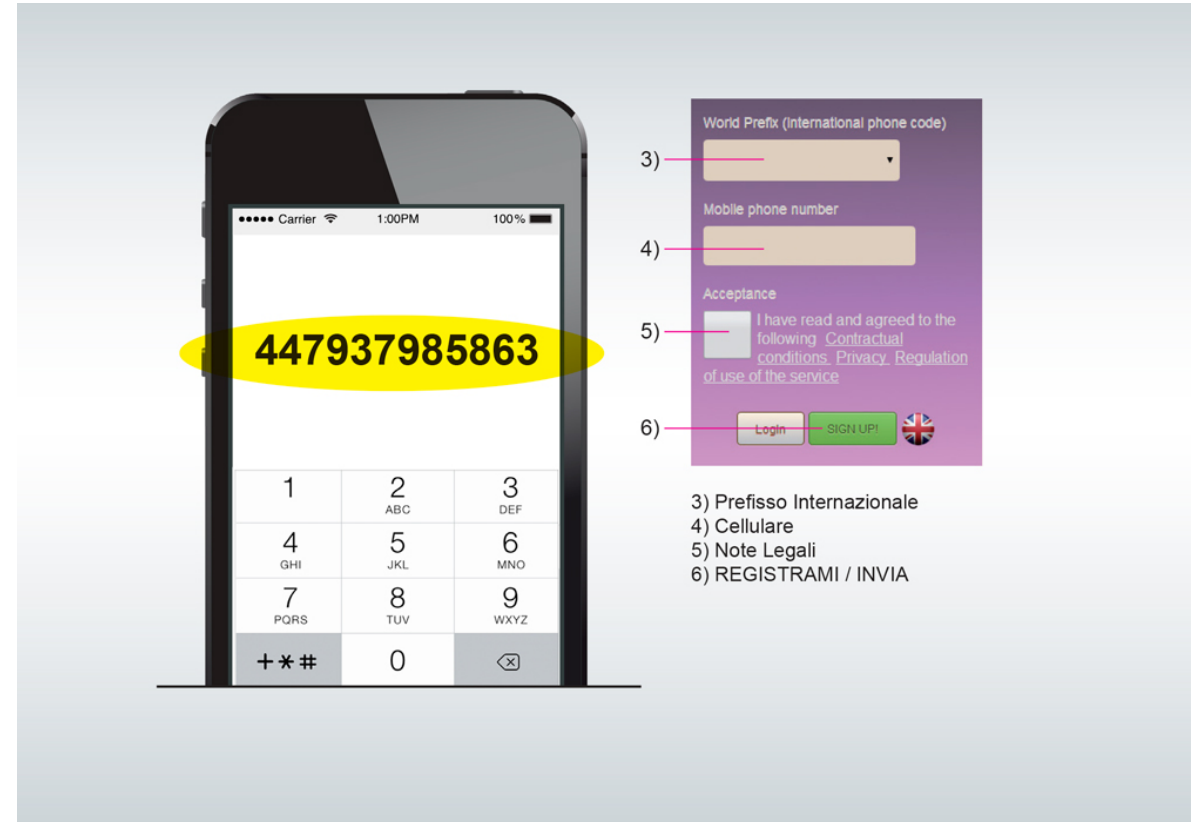 ●●●●● Carrier 1:00PM 100%
447937985863
1 2 3
ABC DEF
4 5 6
GHI JKL MNO
7 8 9
PQRS TUV WXYZ
+*# 0
World Prefix (international phone code)
3)
Mobile phone number
4)
Acceptance
5) I have read and agreed to the
following Contractual
conditions Privacy Regulation
of use of the service
6) Login SIGN UP!
3) Prefisso Internazionale
4) Cellulare
5) Note Legali
6) REGISTRAMI / INVIA